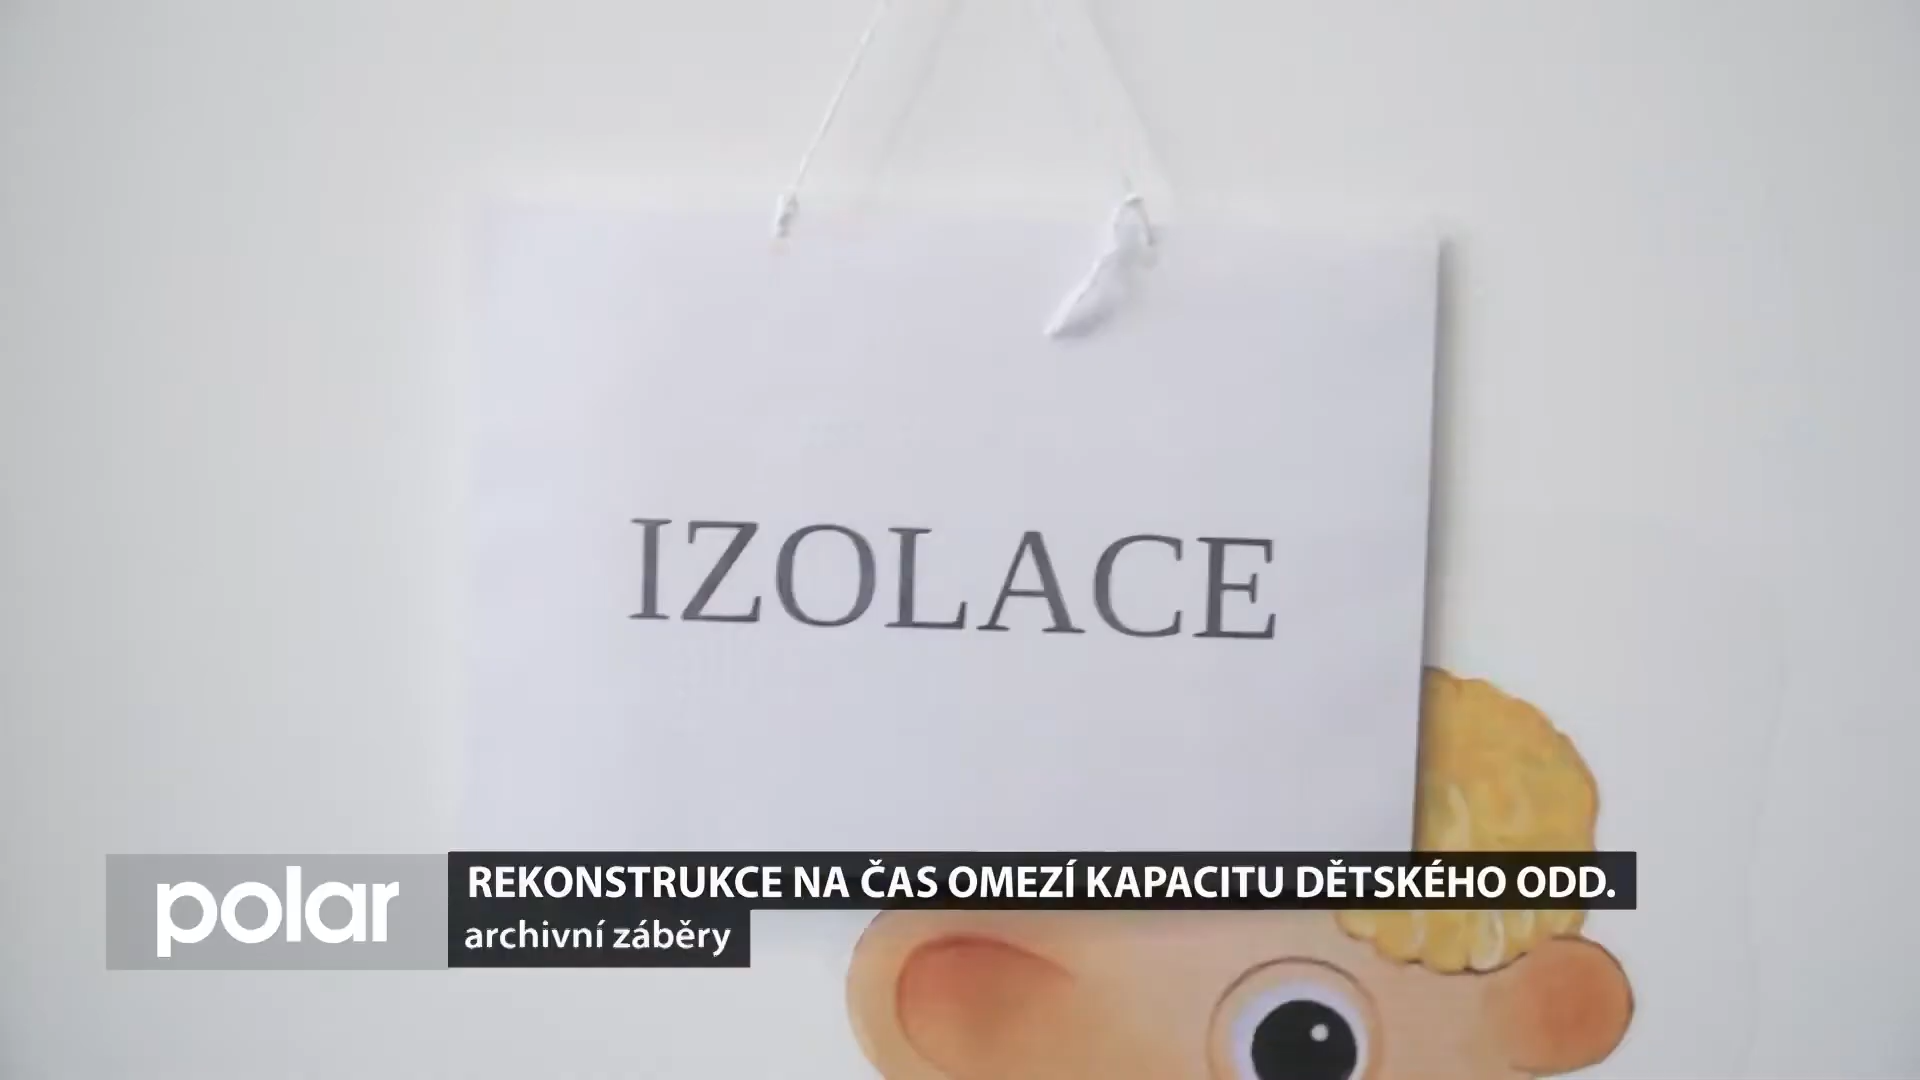 IZOLACE
polar
REKONSTRUKCE NA ČAS OMEZÍ KAPACITU DĚTSKÉHO ODD.
archivní záběry